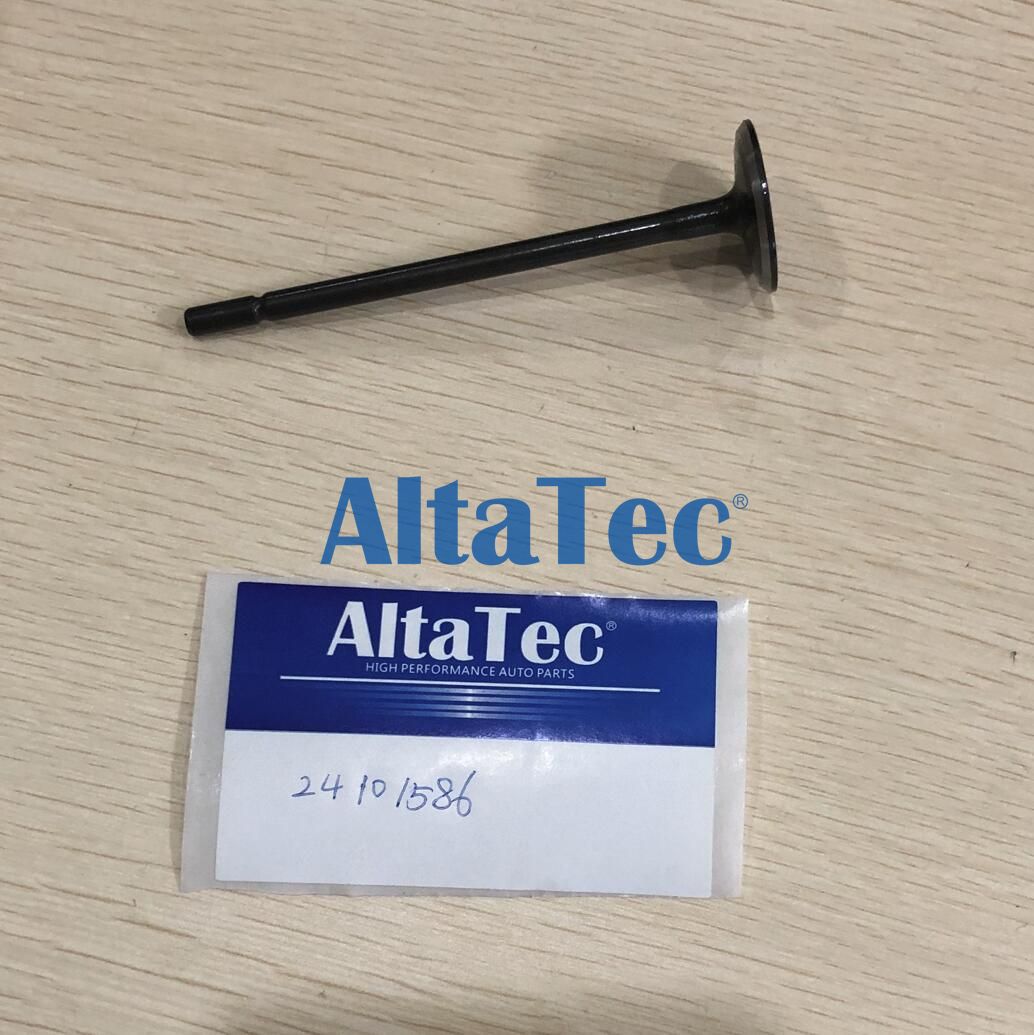 AltaTec®
AltaTec®
HIGH PERFORMANCE AUTO PARTS
24101586